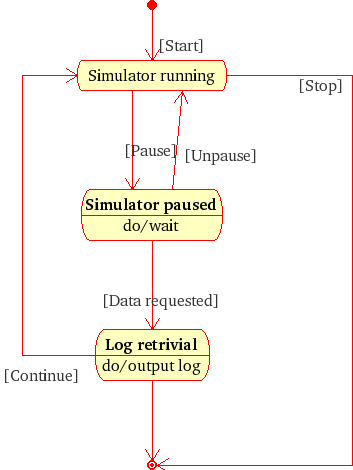 [Start]
Simulator running
[Stop]
[Pause]
[Unpause]
Simulator paused
do/wait
[Data requested]
Log retrivial
do/output log
[Continue]